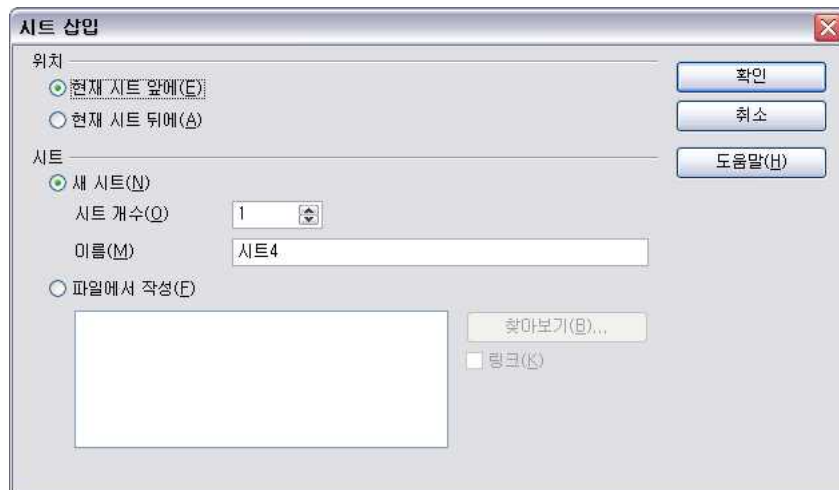 시트 삽입
위치
현재 시트 앞에(E)
현재 시트 뒤에(A)
시트
새 시트(N)
시트 개수(O) 1
이름(M) 시트4
파일에서 작성(F)
찾아보기(B)...
링크(K)
확인
취소
도움말(H)